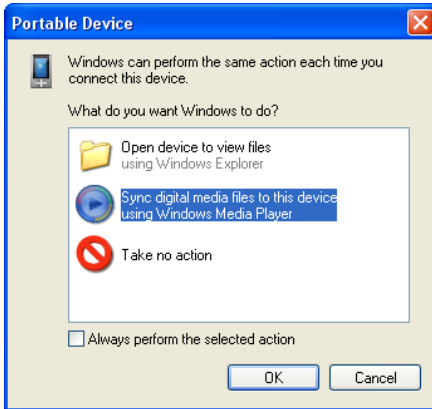 Portable Device
Windows can perform the same action each time you
connect this device.
What do you want Windows to do?
Open device to view files
using Windows Explorer
Sync digital media files to this device
using Windows Media Player
Take no action
Always perform the selected action
OK Cancel